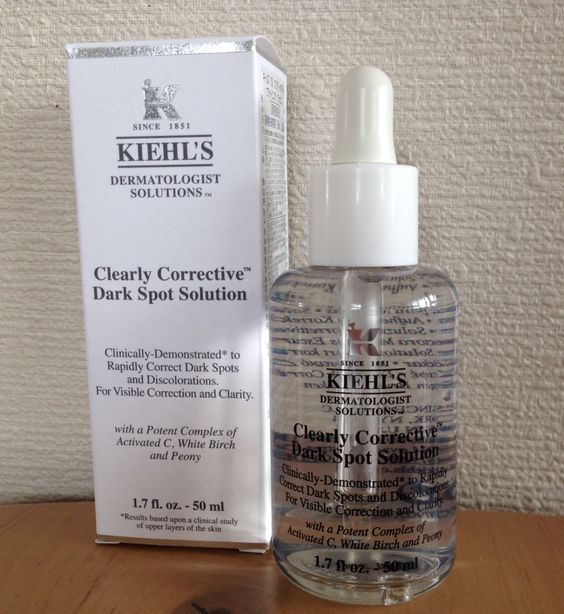 SINCE 1851
KIEHL'S
DERMATOLOGIST
SOLUTIONS™
Clearly Corrective™
Dark Spot Solution
Clinically-Demonstrated* to
Rapidly Correct Dark Spots
and Discolorations.
For Visible Correction and Clarity.
with a Potent Complex of
Activated C, White Birch
and Peony
1.7 fl. oz. - 50 ml
*Results based upon a clinical study
of upper layers of the skin
SINCE 1851
KIEHL'S
DERMATOLOGIST
SOLUTIONS™
Clearly Corrective™
Dark Spot Solution
Clinically-Demonstrated* to Rapidly
Correct Dark Spots and Discolorations
For Visible Correction and Clarity.
with a Potent Complex of
Activated C, White Birch and Peony
1.7 fl. oz. - 50 ml